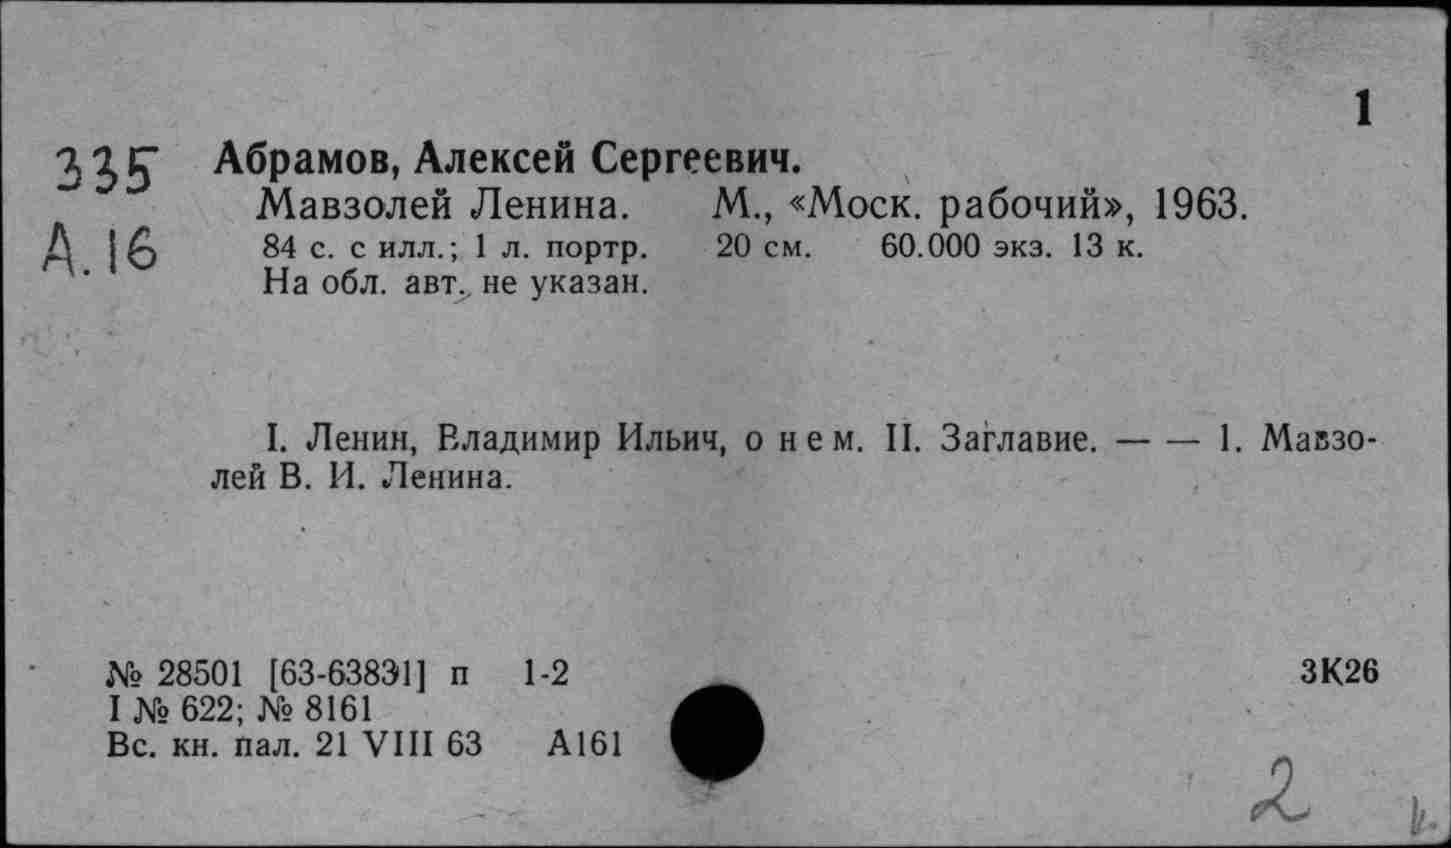 1
335 Абрамов, Алексей Сергеевич.
Мавзолей Ленина. М., «Моск. рабочий», 1963.
А.16 84 с. с илл.; 1 л. портр. 20 см. 60.000 экз. 13 к.
На обл. авт. не указан.
I. Ленин, Владимир Ильич, о нем. II. Заглавие. — — 1. Мавзо-
лей В. И. Ленина.
№ 28501 [63-63831] п 1-2 3К26
I № 622; № 8161
Вс. кн. пал. 21 VIII 63 А161
2